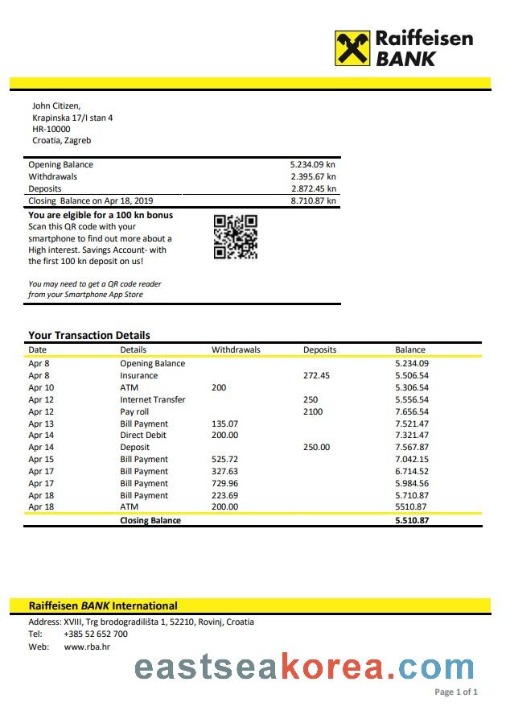 Raiffeisen
BANK
John Citizen,
Krapinska 17/I stan 4
HR-10000
Croatia, Zagreb
Opening Balance 5.234.09 kn
Withdrawals 2.395.67 kn
Deposits 2.872.45 kn
Closing Balance on Apr 18, 2019 8.710.87 kn
You are elgible for a 100 kn bonus
Scan this QR code with your
smartphone to find out more about a
High interest. Savings Account- with
the first 100 kn deposit on us!
You may need to get a QR code reader
from your Smartphone App Store
Your Transaction Details
Date Details Withdrawals Deposits Balance
Apr 8 Opening Balance 5.234.09
Apr 8 Insurance 272.45 5.506.54
Apr 10 ATM 200 5.306.54
Apr 12 Internet Transfer 250 5.556.54
Apr 12 Pay roll 2100 7.656.54
Apr 13 Bill Payment 135.07 7.521.47
Apr 14 Direct Debit 200.00 7.321.47
Apr 14 Deposit 250.00 7.567.87
Apr 15 Bill Payment 525.72 7.042.15
Apr 17 Bill Payment 327.63 6.714.52
Apr 17 Bill Payment 729.96 5.984.56
Apr 18 Bill Payment 223.69 5.710.87
Apr 18 ATM 200.00 5510.87
Closing Balance 5.510.87
Raiffeisen BANK International
Address: XVIII, Trg brodogradilišta 1, 52210, Rovinj, Croatia
Tel: +385 52 652 700
Web: www.rba.hr
eastseakorea.com
Page 1 of 1